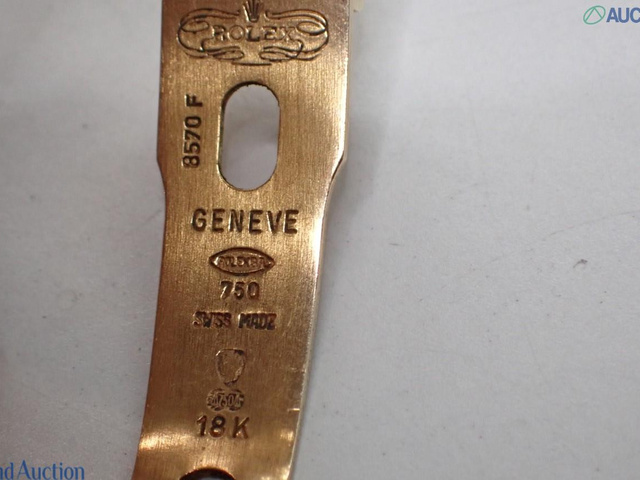 AUC
ROLEX
8570 F
GENEVE
750
SWISS MADE
18 K
nd Auction